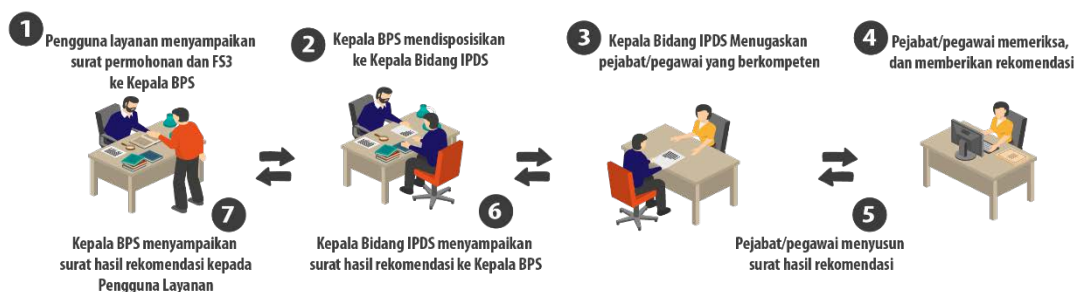 1
Pengguna layanan menyampaikan
surat permohonan dan FS3
ke Kepala BPS
2
Kepala BPS mendisposisikan
ke Kepala Bidang IPDS
3
Kepala Bidang IPDS Menugaskan
pejabat/pegawai yang berkompeten
4
Pejabat/pegawai memeriksa,
dan memberikan rekomendasi
5
Pejabat/pegawai menyusun
surat hasil rekomendasi
6
Kepala Bidang IPDS menyampaikan
surat hasil rekomendasi ke Kepala BPS
7
Kepala BPS menyampaikan
surat hasil rekomendasi kepada
Pengguna Layanan